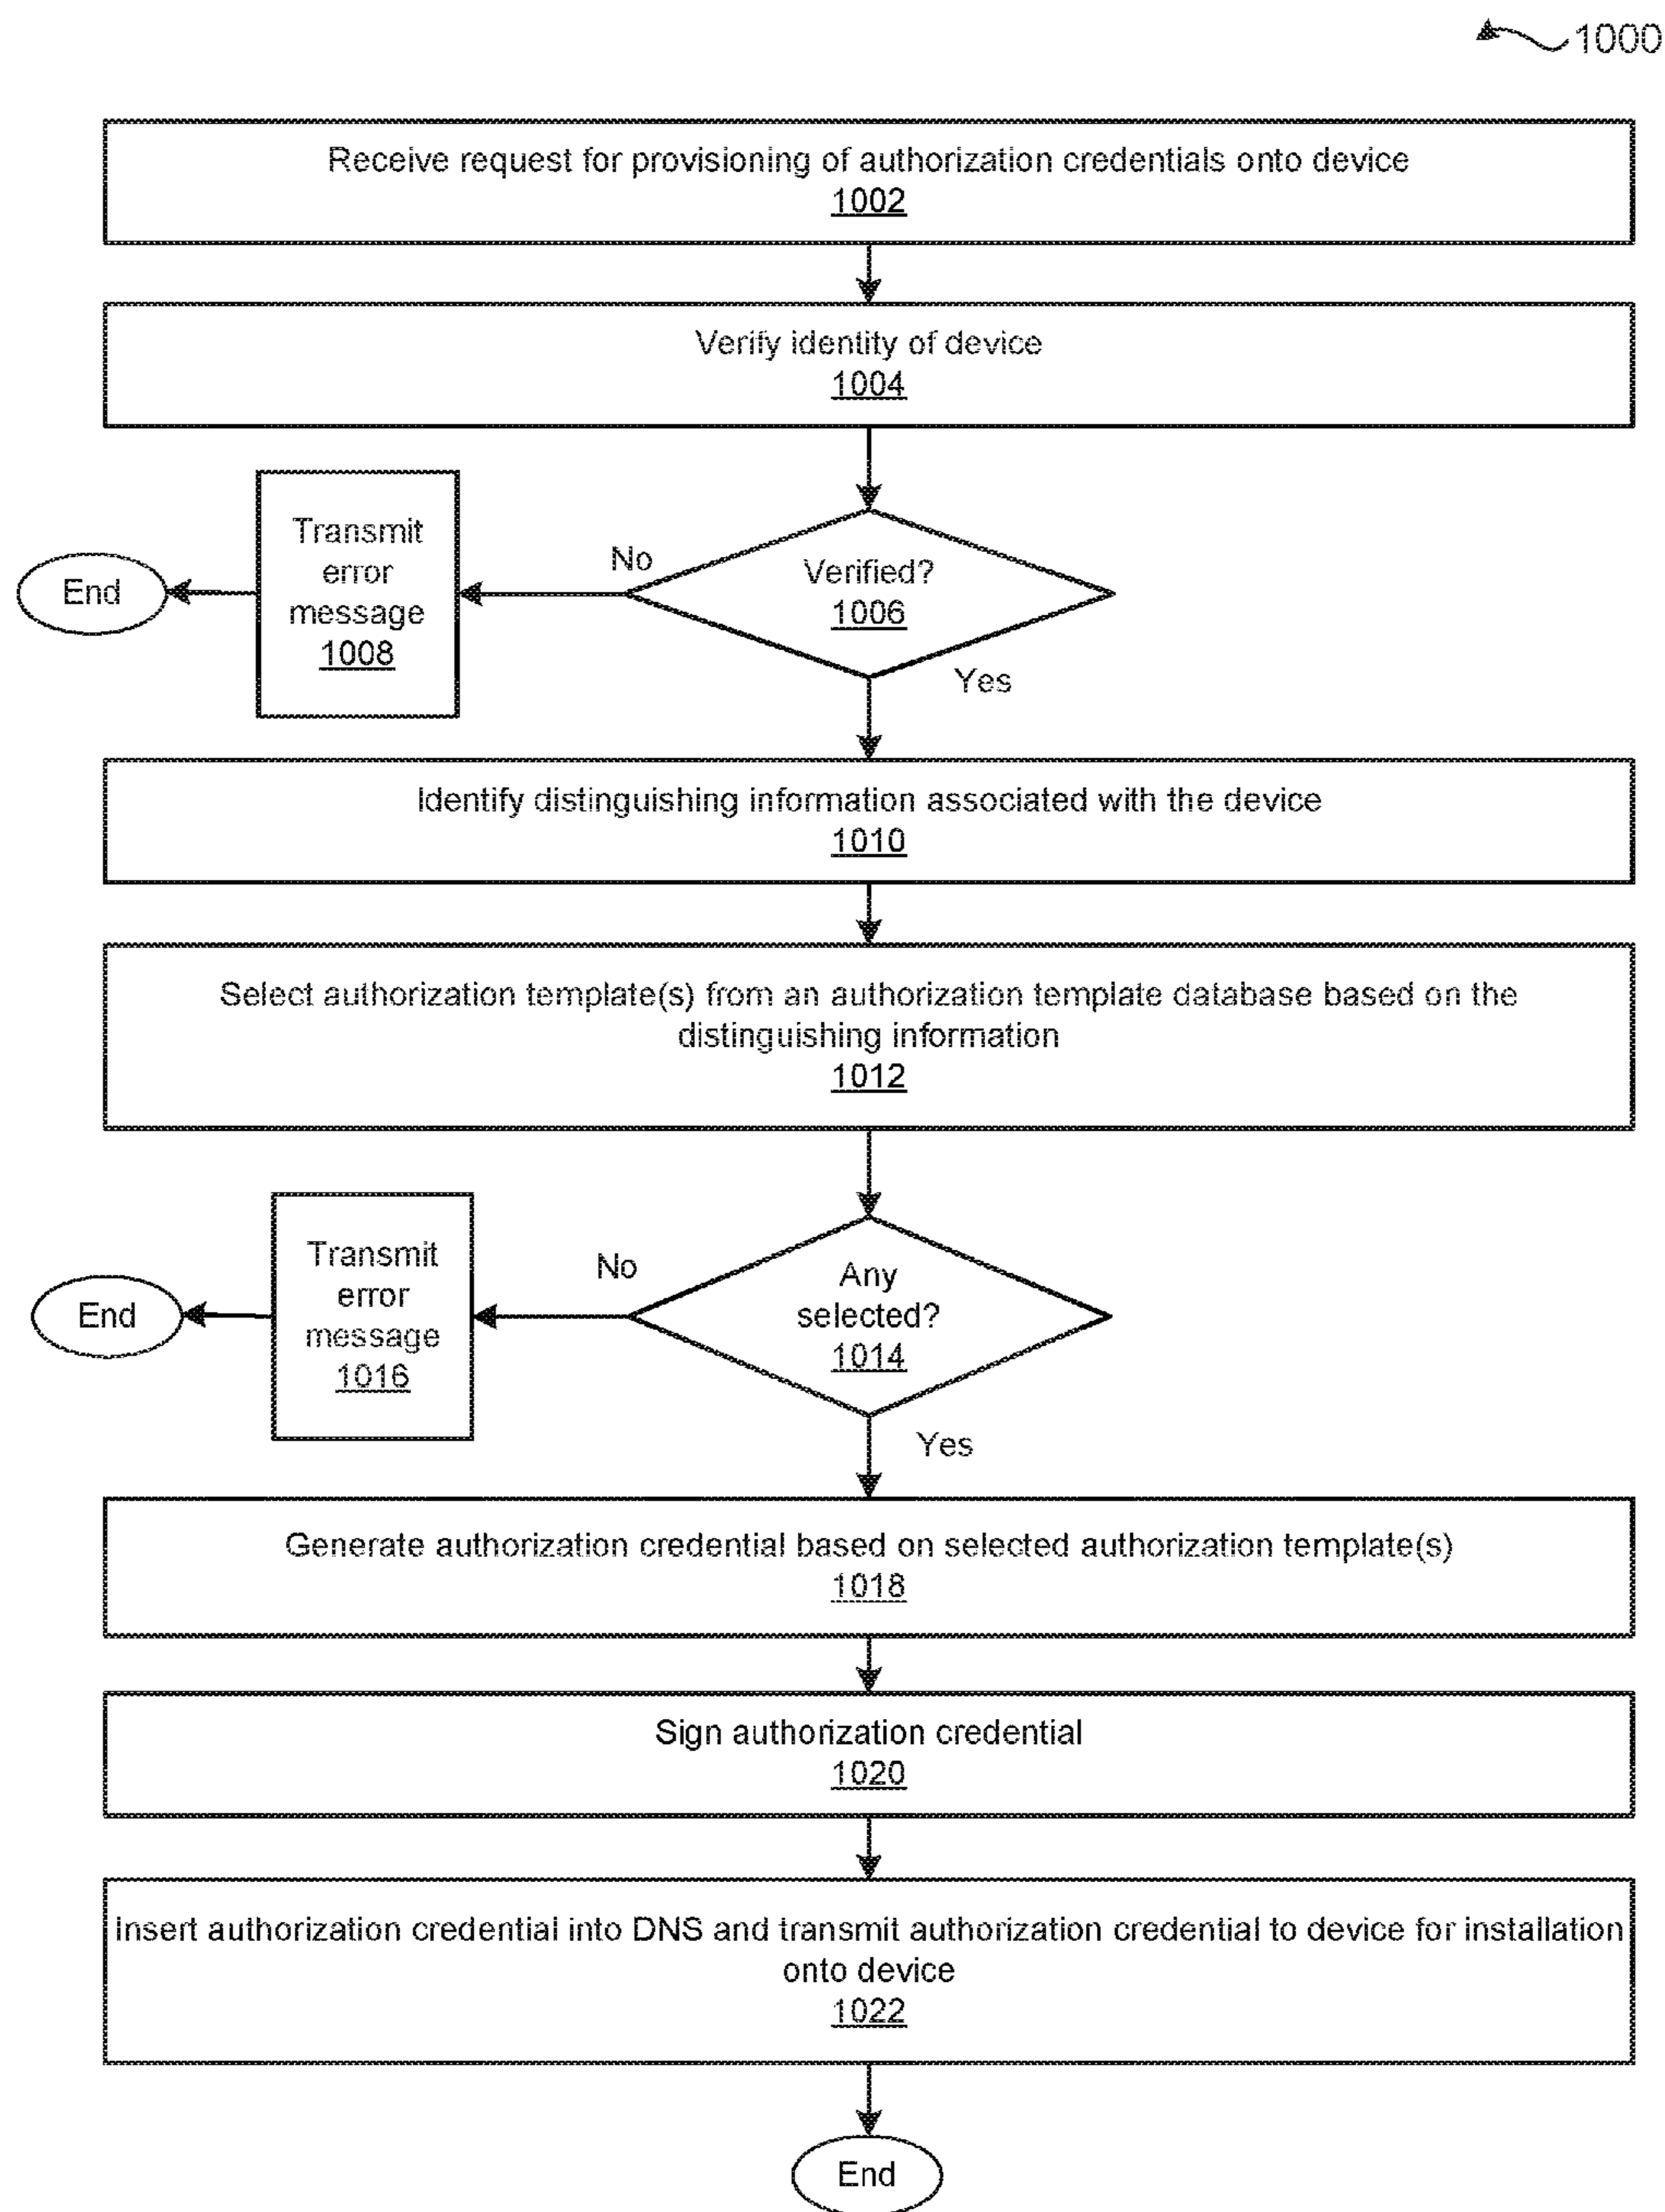 1000
Receive request for provisioning of authorization credentials onto device
1002
Verify identity of device
1004
Transmit
error
message
1008
End
No
Verified?
1006
Yes
Identify distinguishing information associated with the device
1010
Select authorization template(s) from an authorization template database based on the
distinguishing information
1012
Transmit
error
message
1016
End
No
Any
selected?
1014
Yes
Generate authorization credential based on selected authorization template(s)
1018
Sign authorization credential
1020
Insert authorization credential into DNS and transmit authorization credential to device for installation
onto device
1022
End